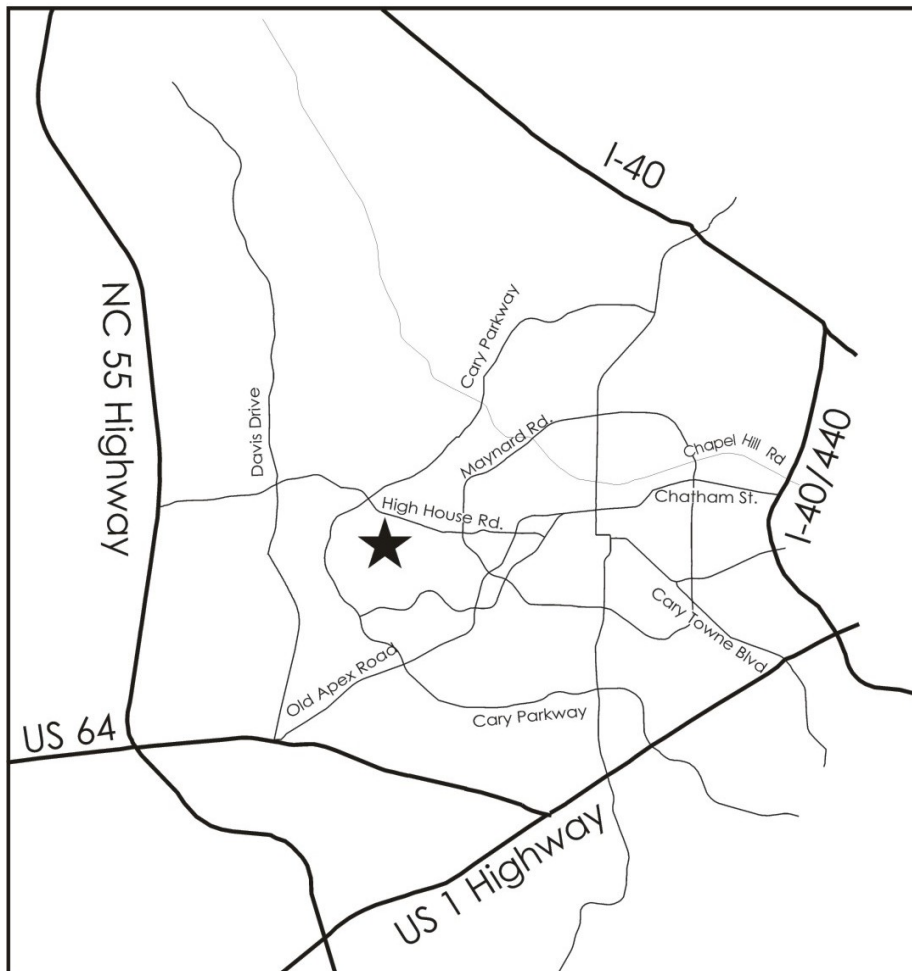 I-40
NC 55 Highway
Cary Parkway
Davis Drive
Maynard Rd.
Chapel Hill Rd
I-40/440
Chatham St.
High House Rd.
Cary Towne Blvd
Old Apex Road
Cary Parkway
US 64
US 1 Highway